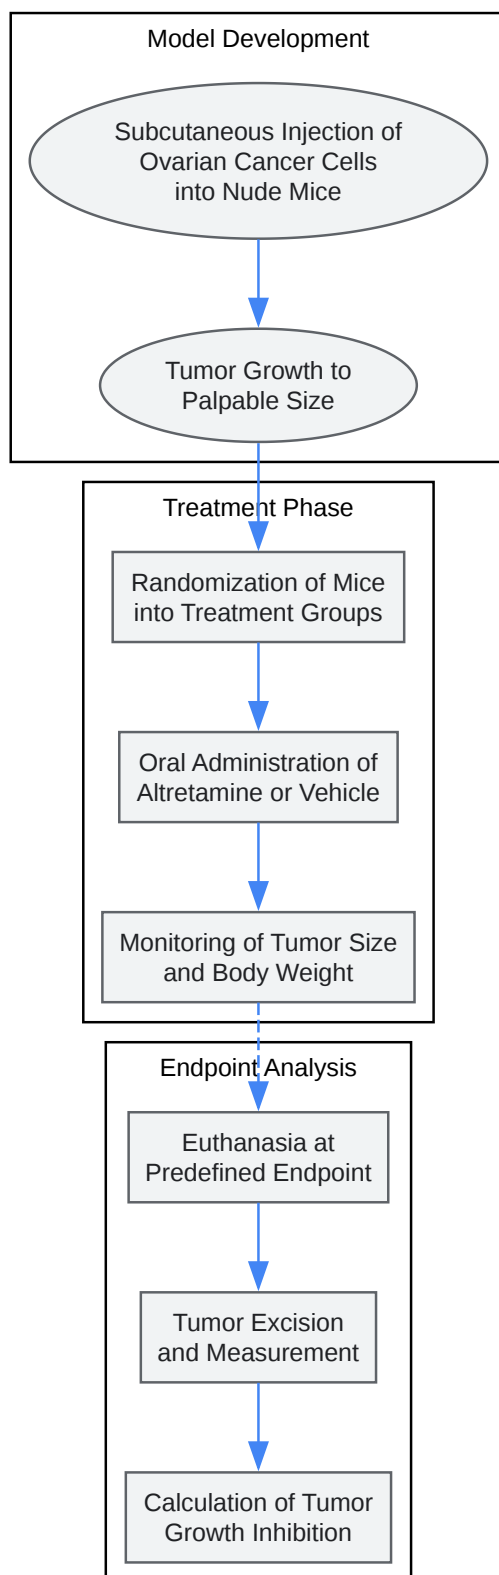 Model Development
Subcutaneous Injection of
Ovarian Cancer Cells
into Nude Mice
Tumor Growth to
Palpable Size
Treatment Phase
Randomization of Mice
into Treatment Groups
Oral Administration of
Altretamine or Vehicle
Monitoring of Tumor Size
and Body Weight
Endpoint Analysis
Euthanasia at
Predefined Endpoint
Tumor Excision
and Measurement
Calculation of Tumor
Growth Inhibition